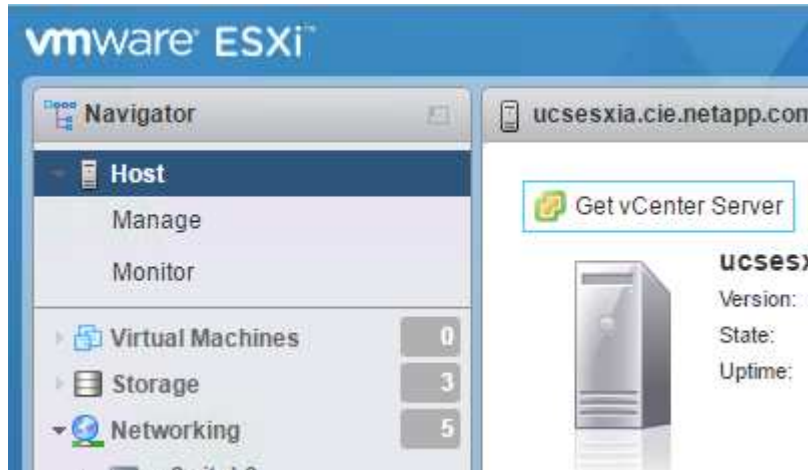 vmware ESXi™
Navigator
Host
Manage
Monitor
Virtual Machines 0
Storage 3
Networking 5
ucsesxia.cie.netapp.com
Get vCenter Server
Version:
State:
Uptime: